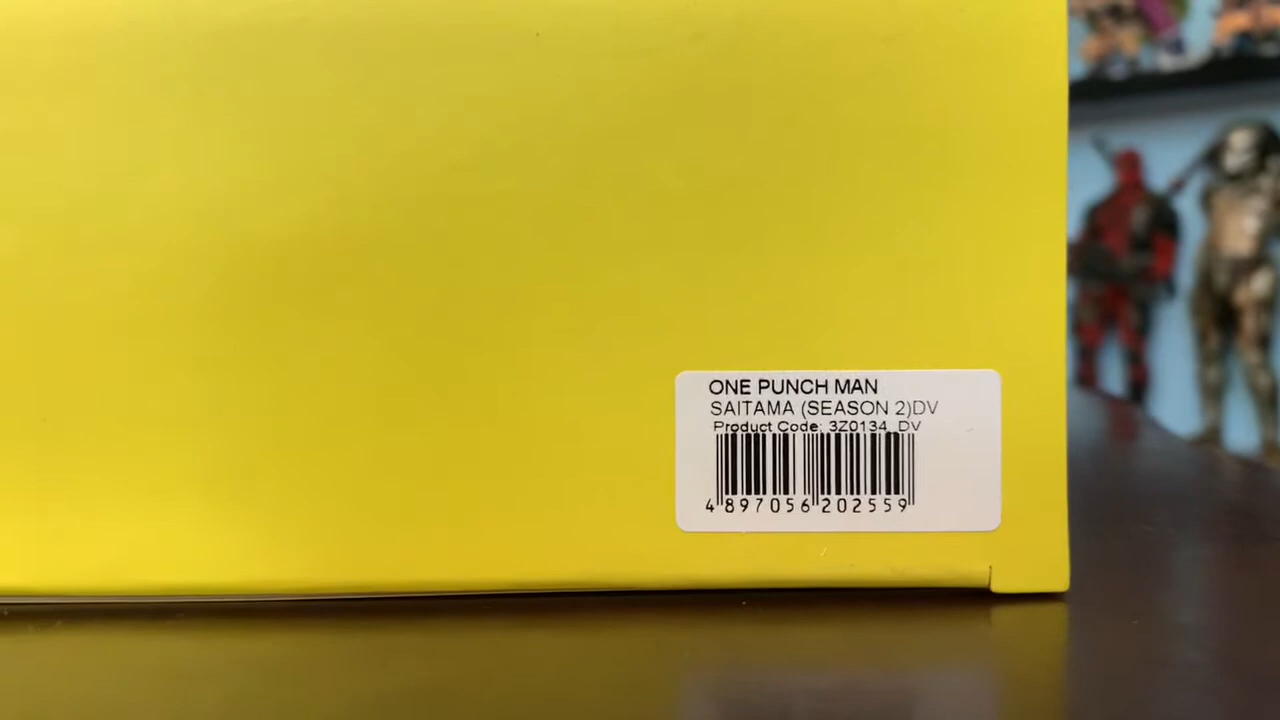 ONE PUNCH MAN
SAITAMA (SEASON 2)DV
Product Code: 3Z0134_DV
4 897056 202559